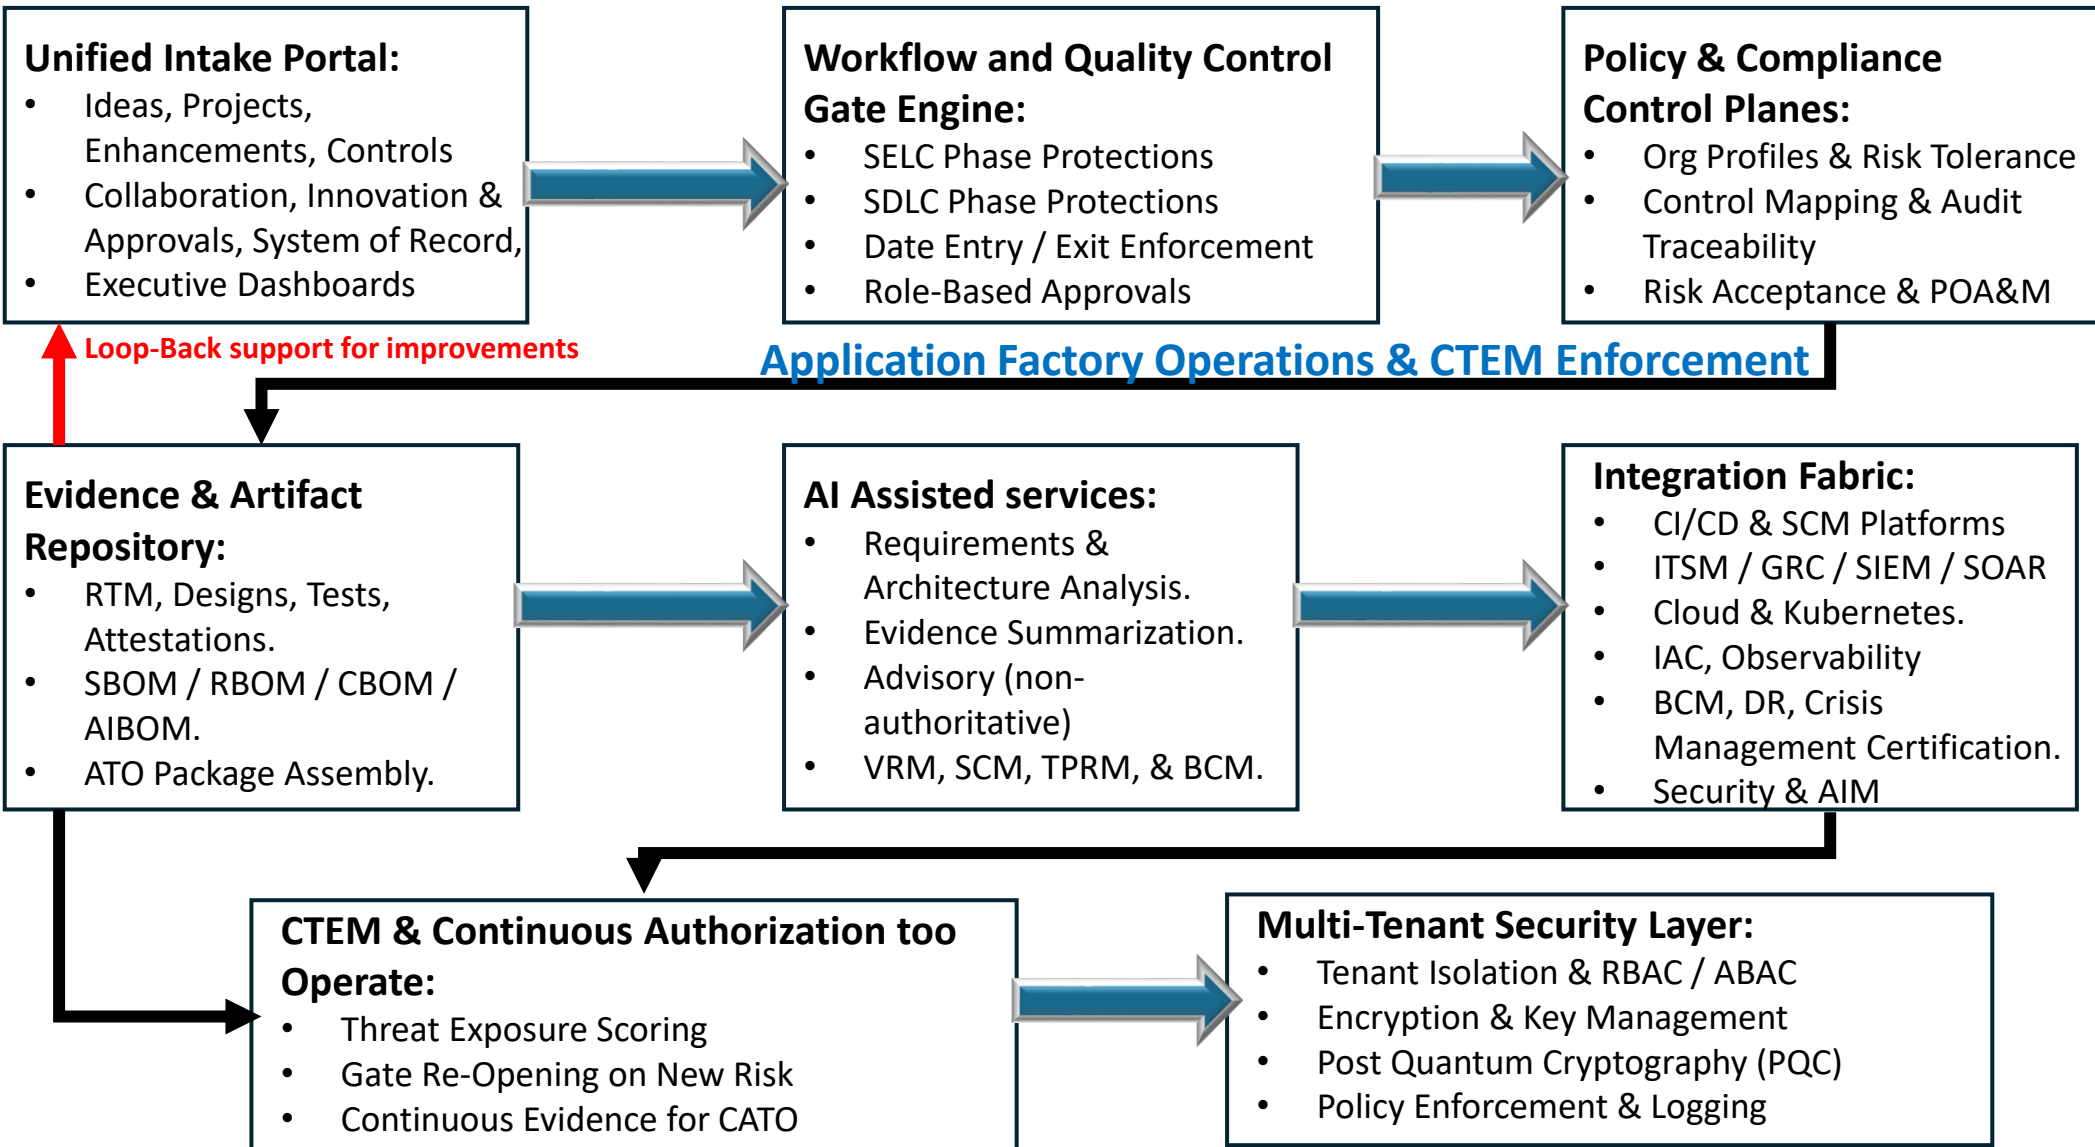 Unified Intake Portal:
• Ideas, Projects,
Enhancements, Controls
• Collaboration, Innovation &
Approvals, System of Record,
• Executive Dashboards
Workflow and Quality Control
Gate Engine:
• SELC Phase Protections
• SDLC Phase Protections
• Date Entry / Exit Enforcement
• Role-Based Approvals
Policy & Compliance
Control Planes:
• Org Profiles & Risk Tolerance
• Control Mapping & Audit
Traceability
• Risk Acceptance & POA&M
Loop-Back support for improvements
Application Factory Operations & CTEM Enforcement
Evidence & Artifact
Repository:
• RTM, Designs, Tests,
Attestations.
• SBOM / RBOM / CBOM /
AIBOM.
• ATO Package Assembly.
AI Assisted services:
• Requirements &
Architecture Analysis.
• Evidence Summarization.
• Advisory (non-
authoritative)
• VRM, SCM, TPRM, & BCM.
Integration Fabric:
• CI/CD & SCM Platforms
• ITSM / GRC / SIEM / SOAR
• Cloud & Kubernetes.
• IAC, Observability
• BCM, DR, Crisis
Management Certification.
• Security & AIM
CTEM & Continuous Authorization too
Operate:
• Threat Exposure Scoring
• Gate Re-Opening on New Risk
• Continuous Evidence for CATO
Multi-Tenant Security Layer:
• Tenant Isolation & RBAC / ABAC
• Encryption & Key Management
• Post Quantum Cryptography (PQC)
• Policy Enforcement & Logging